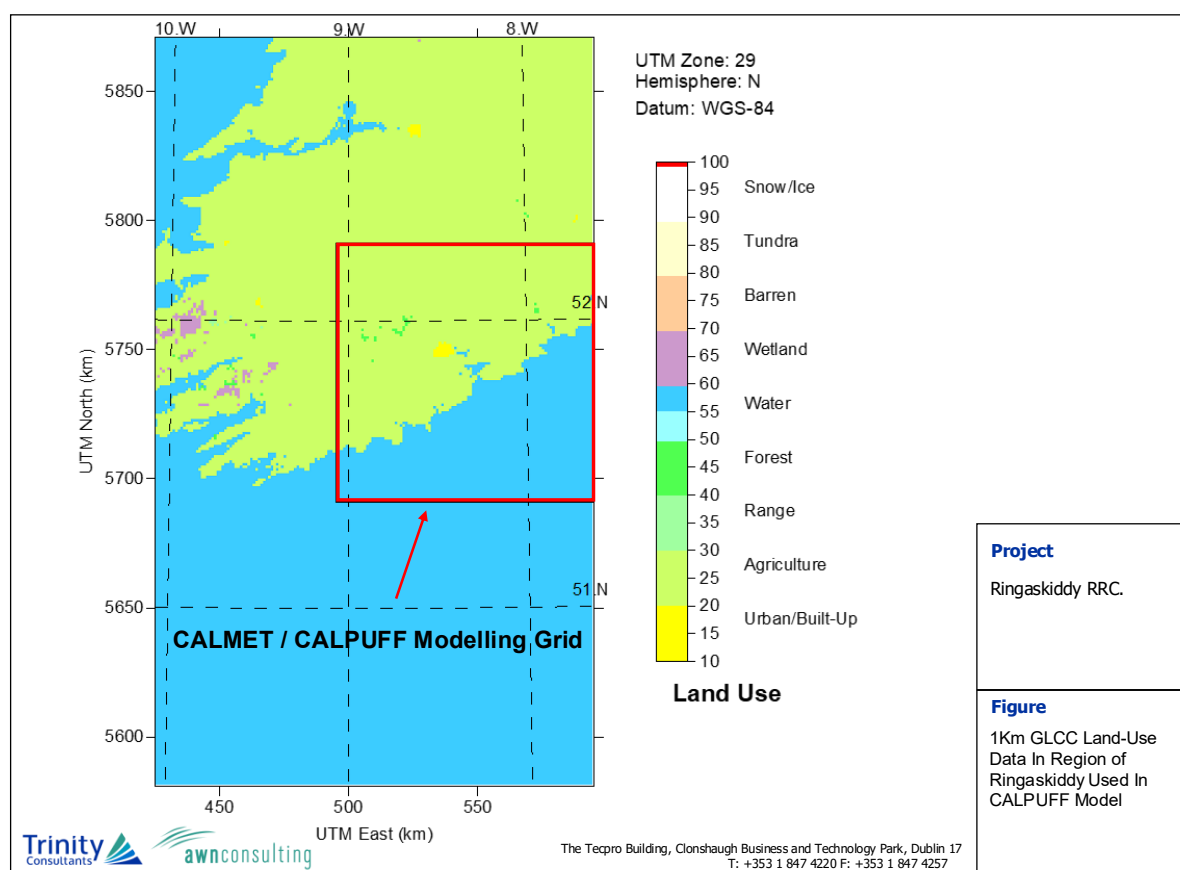 10.W 9.W 8.W
UTM Zone: 29
Hemisphere: N
Datum: WGS-84
5850
5800
5750
5700
5650
5600
UTM North (km)
52.N
51.N
CALMET / CALPUFF Modelling Grid
450 500 550
UTM East (km)
100
95 Snow/Ice
90
85 Tundra
80
75 Barren
70
65 Wetland
60
55 Water
50
45 Forest
40
35 Range
30
25 Agriculture
20
15 Urban/Built-Up
10
Land Use
Project
Ringaskiddy RRC.
Figure
1Km GLCC Land-Use
Data In Region of
Ringaskiddy Used In
CALPUFF Model
Trinity
Consultants
awnconsulting
The Tecpro Building, Clonshaugh Business and Technology Park, Dublin 17
T: +353 1 847 4220 F: +353 1 847 4257